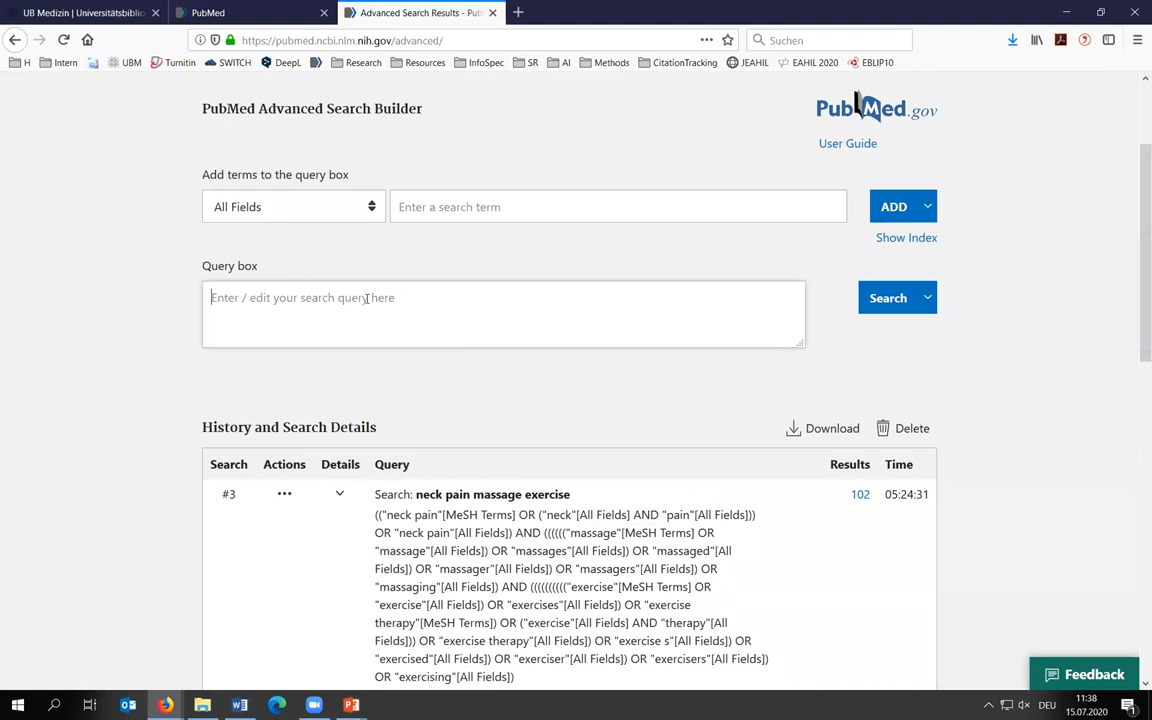 UB Medizin | Universitätsbiblio
PubMed
Advanced Search Results - Pub
https://pubmed.ncbi.nlm.nih.gov/advanced/
Suchen
H
Intern
UBM
Turnitin
SWITCH
DeepL
Research
Resources
InfoSpec
SR
AI
Methods
CitationTracking
JEAHIL
EAHIL 2020
EBLIP10
PubMed Advanced Search Builder
PubMed.gov
User Guide
Add terms to the query box
All Fields
Enter a search term
ADD
Show Index
Query box
Enter / edit your search query here
Search
History and Search Details
Download
Delete
Search Actions Details Query Results Time
#3 ••• Search: neck pain massage exercise 102 05:24:31
(("neck pain"[MeSH Terms] OR ("neck"[All Fields] AND "pain"[All Fields]))
OR "neck pain"[All Fields]) AND ((((((("massage"[MeSH Terms] OR
"massage"[All Fields]) OR "massages"[All Fields]) OR "massaged"[All
Fields]) OR "massager"[All Fields]) OR "massagers"[All Fields]) OR
"massaging"[All Fields]) AND ((((((((("exercise"[MeSH Terms] OR
"exercise"[All Fields]) OR "exercises"[All Fields]) OR "exercise
therapy"[MeSH Terms]) OR ("exercise"[All Fields] AND "therapy"[All
Fields])) OR "exercise therapy"[All Fields]) OR "exercise s"[All Fields]) OR
"exercised"[All Fields]) OR "exerciser"[All Fields]) OR "exercisers"[All Fields])
OR "exercising"[All Fields])
Feedback
DEU
11:38
15.07.2020